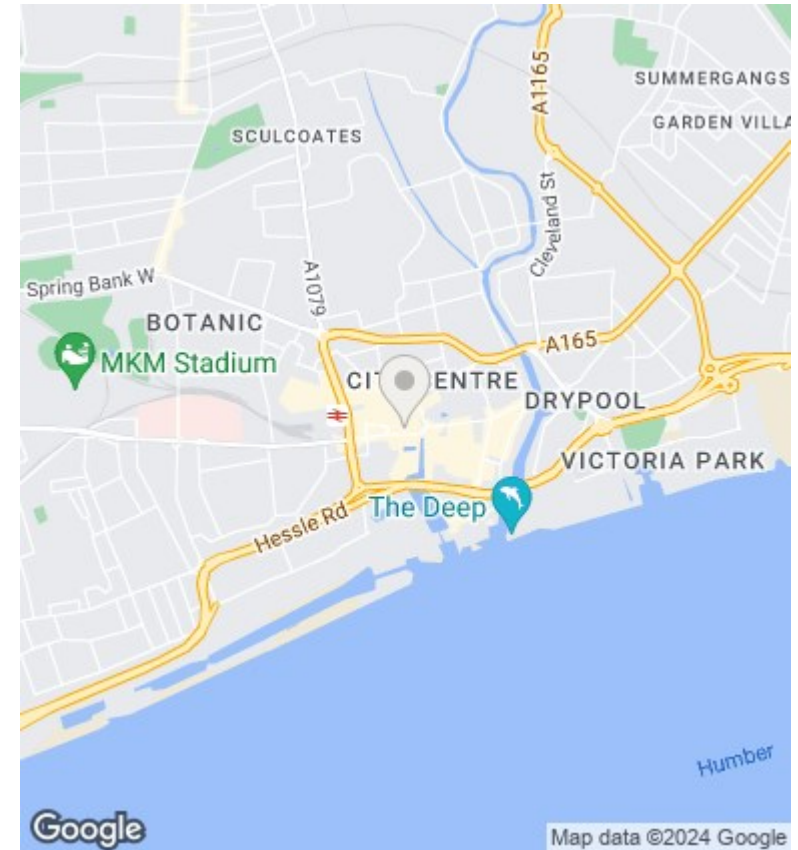 A1165
SUMMERGANGS
GARDEN VILLA
SCULCOATES
Cleveland St
Spring Bank W
A1079
BOTANIC
MKM Stadium
A165
CIT
ENTRE
DRYPOOL
VICTORIA PARK
The Deep
Hessle Rd
Humber
Google
Map data ©2024 Google